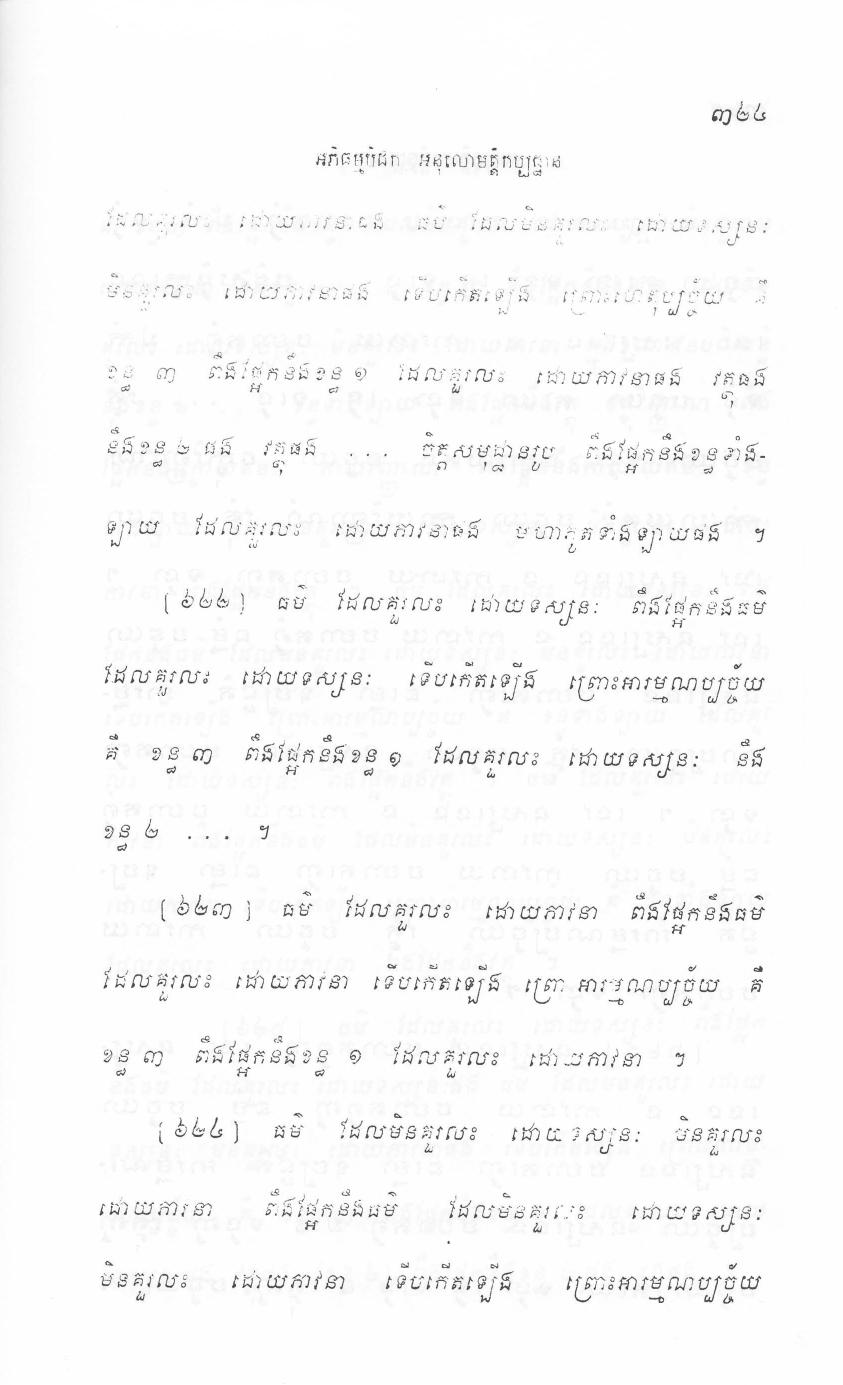 ៣២៤
អភិធម្មបិដក អនុលោមត្តិកប្បដ្ឋាន
ដែលគួរលះ ដោយភាវនាផង ធម៌ ដែលមិនគួរលះ ដោយទស្សនៈ
មិនគួរលះ ដោយភាវនាផង ទើបកើតឡើង ព្រោះហេតុប្បច្ច័យ គឺ
ខន្ធ ៣ ពឹងផ្អែកនឹងខន្ធ ១ ដែលគួរលះ ដោយភាវនាផង វត្ថុផង
នឹងខន្ធ ២ ផង វត្ថុផង ... ចិត្តសមុដ្ឋានរូប ពឹងផ្អែកនឹងខន្ធទាំង-
ឡាយ ដែលគួរលះ ដោយភាវនាផង មហាភូតទាំងឡាយផង ។
[៦២២] ធម៌ ដែលគួរលះ ដោយទស្សនៈ ពឹងផ្អែកនឹងធម៌
ដែលគួរលះ ដោយទស្សនៈ ទើបកើតឡើង ព្រោះអារម្មណប្បច្ច័យ
គឺ ខន្ធ ៣ ពឹងផ្អែកនឹងខន្ធ ១ ដែលគួរលះ ដោយទស្សនៈ នឹង
ខន្ធ ២ ... ។
[៦២៣] ធម៌ ដែលគួរលះ ដោយភាវនា ពឹងផ្អែកនឹងធម៌
ដែលគួរលះ ដោយភាវនា ទើបកើតឡើង ព្រោះអារម្មណប្បច្ច័យ គឺ
ខន្ធ ៣ ពឹងផ្អែកនឹងខន្ធ ១ ដែលគួរលះ ដោយភាវនា ។
[៦២៤] ធម៌ ដែលមិនគួរលះ ដោយទស្សនៈ មិនគួរលះ
ដោយភាវនា ពឹងផ្អែកនឹងធម៌ ដែលមិនគួរលះ ដោយទស្សនៈ
មិនគួរលះ ដោយភាវនា ទើបកើតឡើង ព្រោះអារម្មណប្បច្ច័យ